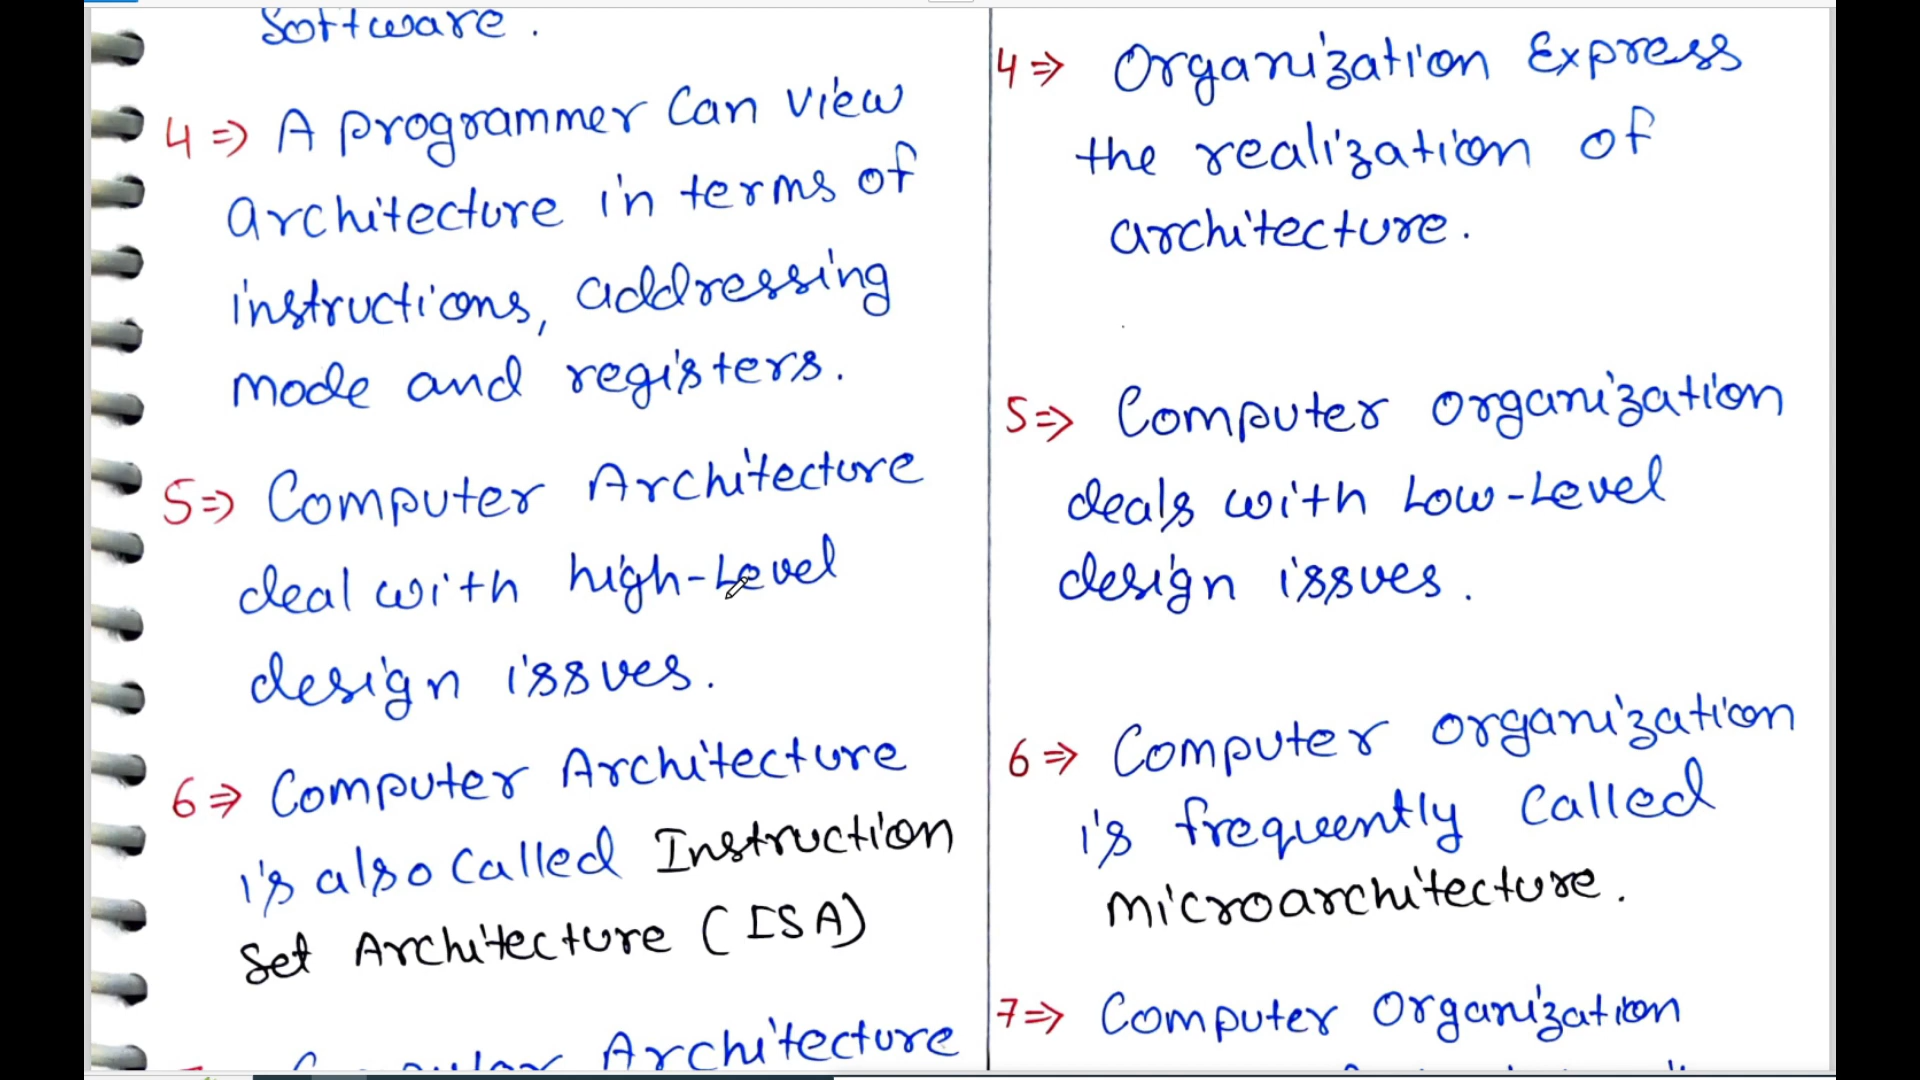 Software.
4⇒ A programmer Can view
architecture in terms of
instructions, addressing
mode and registers.
5⇒ Computer Architecture
deal with high-Level
design issues.
6⇒ Computer Architecture
is also Called Instruction
Set Architecture (ISA)
Computer Architecture
4⇒ Organization Express
the realization of
architecture.
5⇒ Computer organization
deals with Low-Level
design issues.
6⇒ Computer organization
is frequently Called
microarchitecture.
7⇒ Computer Organization